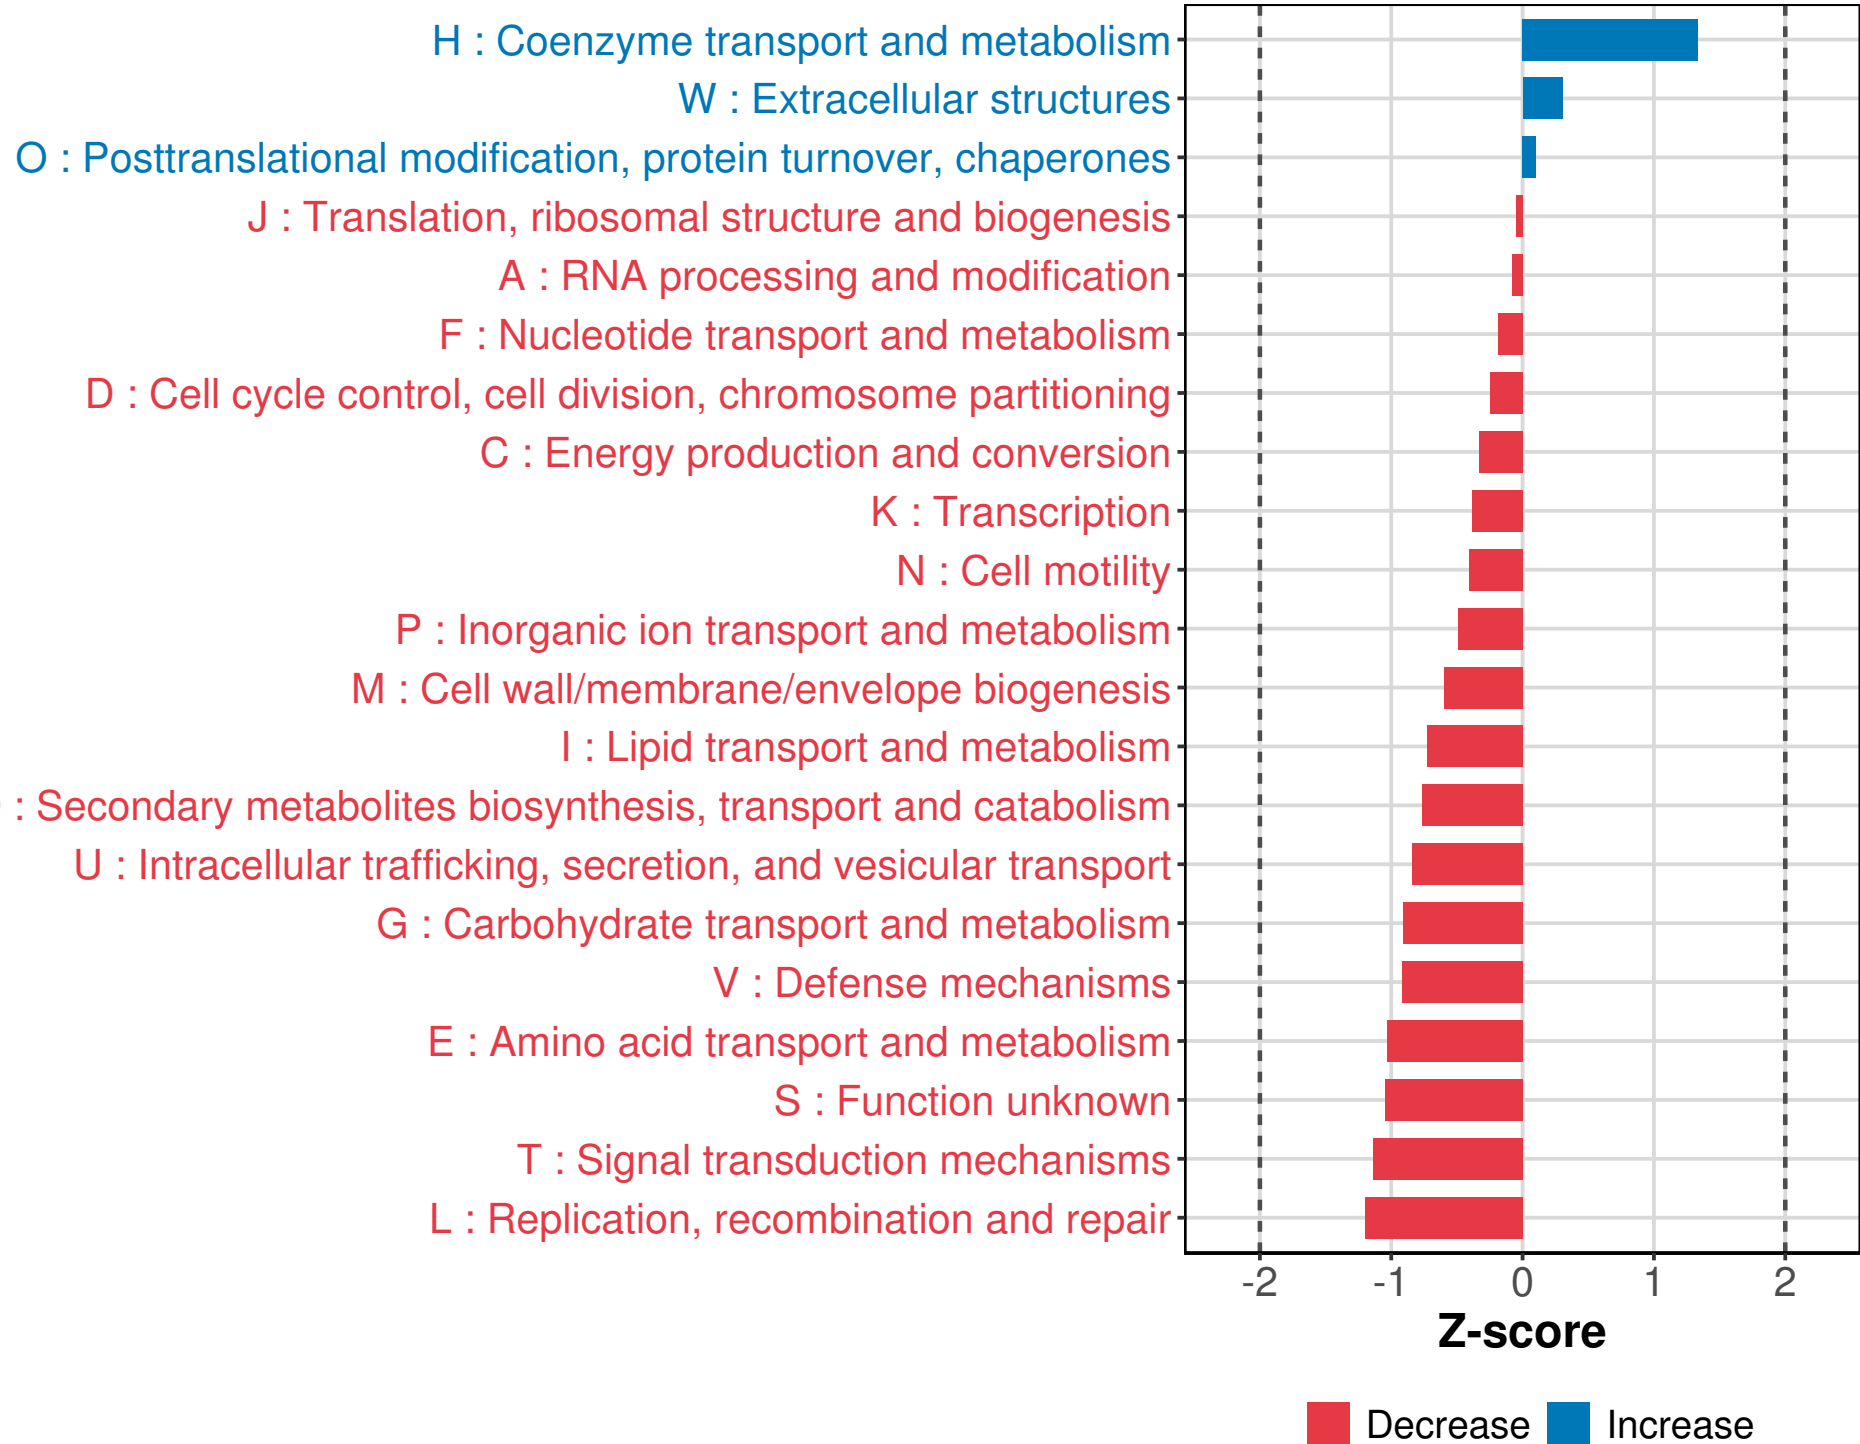 H : Coenzyme transport and metabolism
W : Extracellular structures
O : Posttranslational modification, protein turnover, chaperones
J : Translation, ribosomal structure and biogenesis
A : RNA processing and modification
F : Nucleotide transport and metabolism
D : Cell cycle control, cell division, chromosome partitioning
C : Energy production and conversion
K : Transcription
N : Cell motility
P : Inorganic ion transport and metabolism
M : Cell wall/membrane/envelope biogenesis
I : Lipid transport and metabolism
: Secondary metabolites biosynthesis, transport and catabolism
U : Intracellular trafficking, secretion, and vesicular transport
G : Carbohydrate transport and metabolism
V : Defense mechanisms
E : Amino acid transport and metabolism
S : Function unknown
T : Signal transduction mechanisms
L : Replication, recombination and repair
-2 -1 0 1 2
Z-score
Decrease Increase